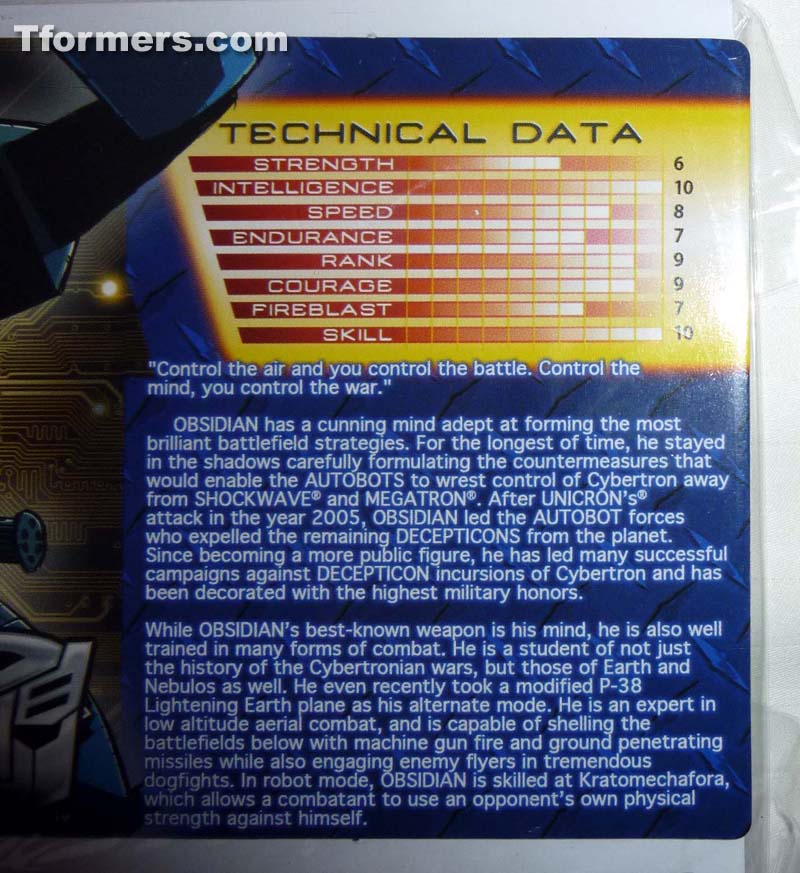 Tformers.com
TECHNICAL DATA
STRENGTH 6
INTELLIGENCE 10
SPEED 8
ENDURANCE 7
RANK 9
COURAGE 9
FIREBLAST 7
SKILL 10
"Control the air and you control the battle. Control the
mind, you control the war."
OBSIDIAN has a cunning mind adept at forming the most
brilliant battlefield strategies. For the longest of time, he stayed
in the shadows carefully formulating the countermeasures that
would enable the AUTOBOTS to wrest control of Cybertron away
from SHOCKWAVE® and MEGATRON®. After UNICRON's®
attack in the year 2005, OBSIDIAN led the AUTOBOT forces
who expelled the remaining DECEPTICONS from the planet.
Since becoming a more public figure, he has led many successful
campaigns against DECEPTICON incursions of Cybertron and has
been decorated with the highest military honors.
While OBSIDIAN's best-known weapon is his mind, he is also well
trained in many forms of combat. He is a student of not just
the history of the Cybertronian wars, but those of Earth and
Nebulos as well. He even recently took a modified P-38
Lightening Earth plane as his alternate mode. He is an expert in
low altitude aerial combat, and is capable of shelling the
battlefields below with machine gun fire and ground penetrating
missiles while also engaging enemy flyers in tremendous
dogfights. In robot mode, OBSIDIAN is skilled at Kratomechafora,
which allows a combatant to use an opponent's own physical
strength against himself.